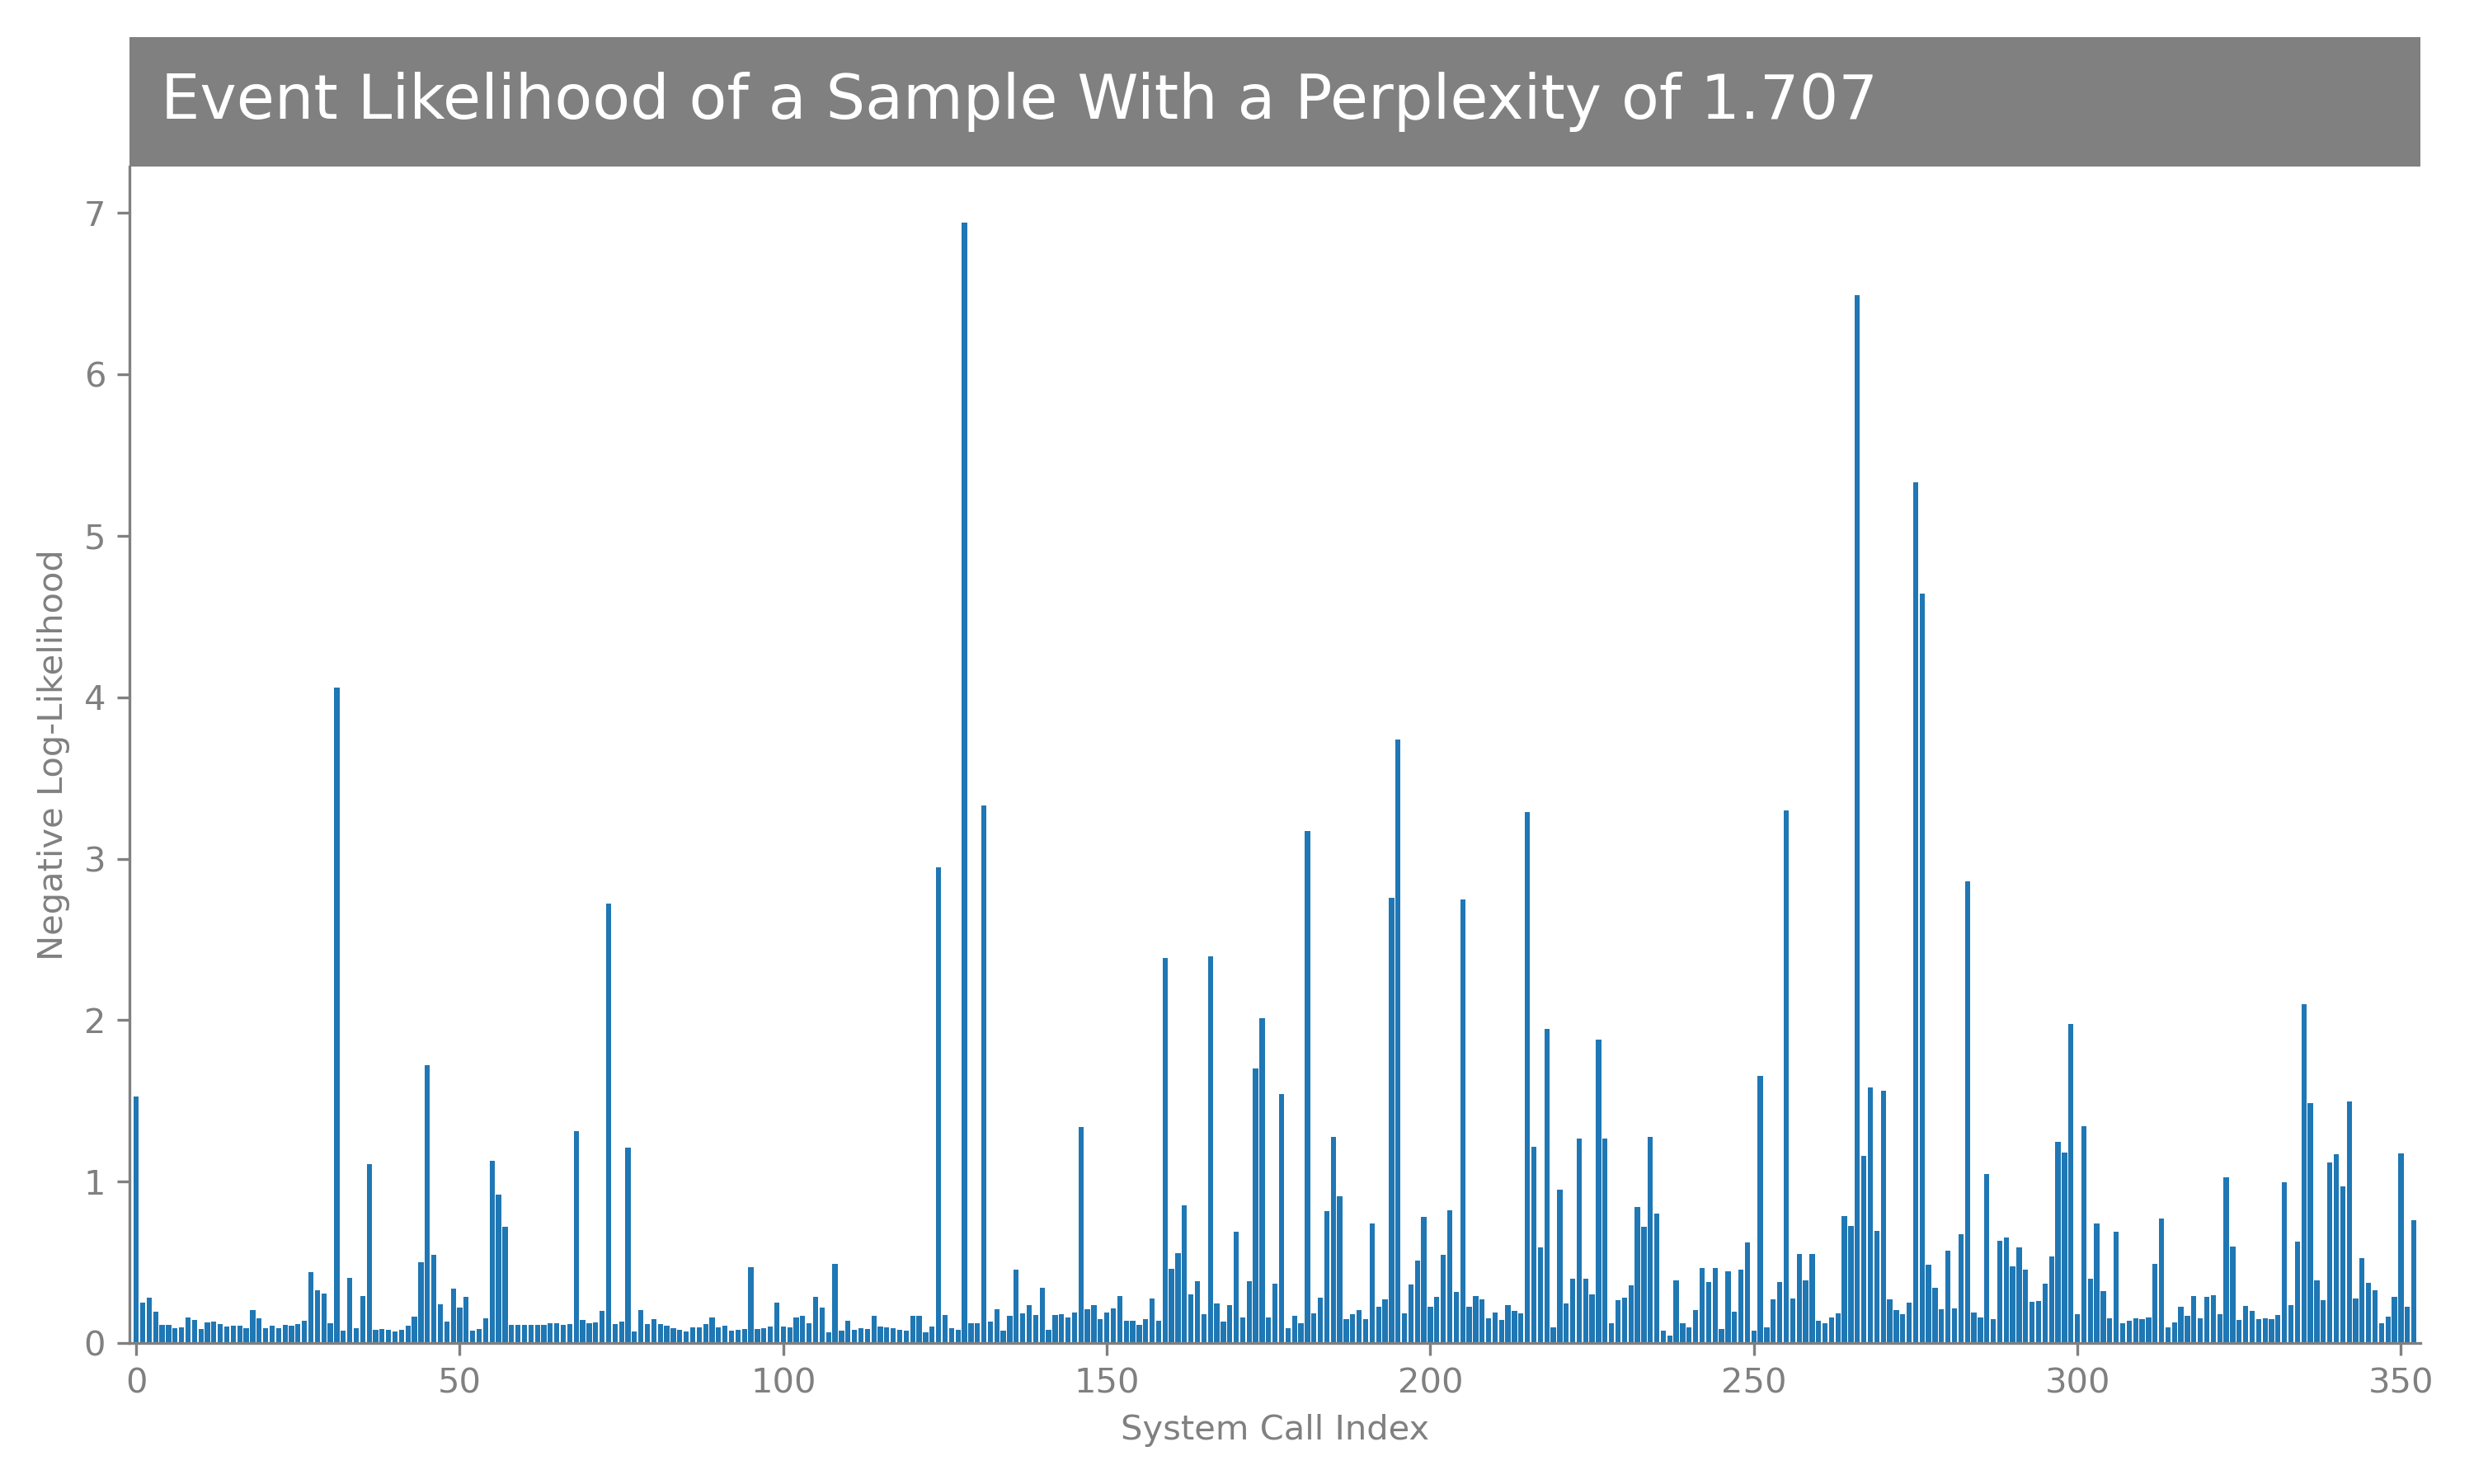 Event Likelihood of a Sample With a Perplexity of 1.707
7
6
5
4
3
2
1
0
Negative Log-Likelihood
0 50 100 150 200 250 300 350
System Call Index